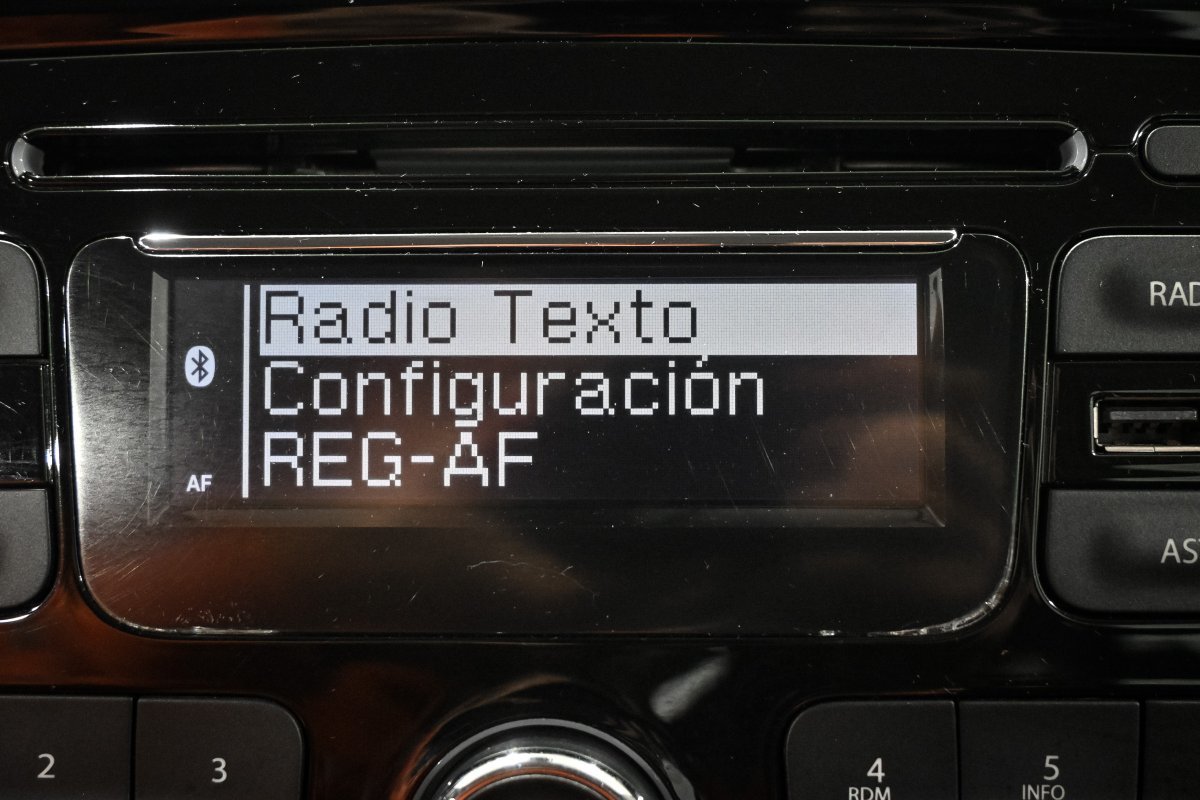 Radio Texto
Configuración
REG-AF
AF
2
3
4
RDM
5
INFO